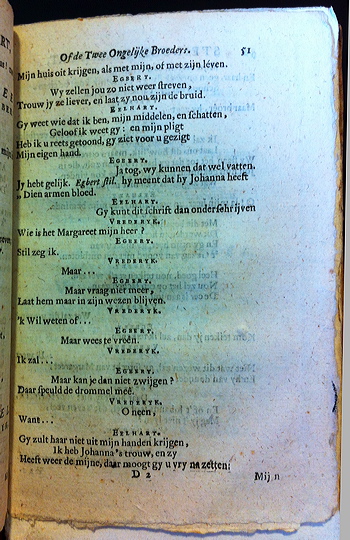 Of de Twee Ongelijke Broeders. 51
Mijn huis oit krijgen, als met mijn, of met zijn léven.
EGBERT.
Wy zellen jou zo niet weer streven,
Trouw jy ze liever, en laat zy nou zijn de bruid.
EELHART.
Gy weet wie dat ik ben, mijn middelen, en schatten,
Geloof ik weet gy: en mijn pligt
Heb ik u reets getoond, gy ziet voor u gezigt
Mijn eigen hand.
EGBERT.
Ja tog, wy kunnen dat wel vatten.
Jy hebt gelijk. Egbert stil. hy meent dat hy Johanna heeft
„ Dien armen bloed.
EELHART.
Gy kunt dit schrift dan onderschrijven
VREDERYK.
Wie is het Margareet mijn heer?
EGBERT.
Stil zeg ik.
VREDERYK.
Maar...
EGBERT.
Maar vraag niet meer,
Laat hem maar in zijn wezen blijven.
VREDERYK.
'k Wil weten of...
EGBERT.
Maar wees te vreên.
VREDERYK.
Ik zal...
EGBERT.
Maar kan je dan niet zwijgen?
Daar speuld de drommel meê.
VREDERYK.
O neen,
Want...
EELHART.
Gy zult haar niet uit mijn handen krijgen,
Ik heb Johanna's trouw, en zy
Heeft weer de mijne, daar moogt gy u vry na zetten;
D 2 Mijn